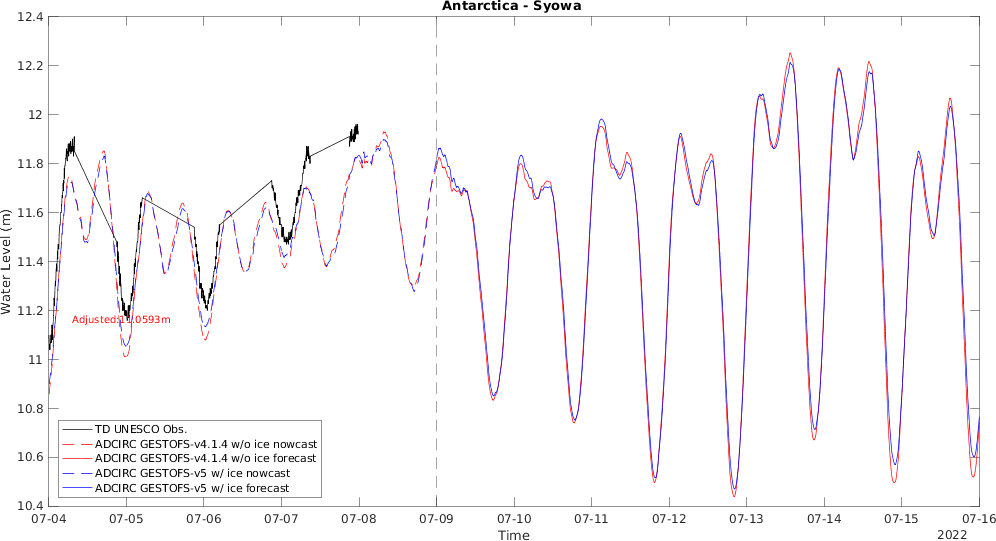 Antarctica - Syowa
12.4
12.2
12
11.8
11.6
11.4
11.2
11
10.8
10.6
10.4
Water Level (m)
TD UNESCO Obs.
ADCIRC GESTOFS-v4.1.4 w/o ice nowcast
ADCIRC GESTOFS-v4.1.4 w/o ice forecast
ADCIRC GESTOFS-v5 w/ ice nowcast
ADCIRC GESTOFS-v5 w/ ice forecast
07-04 07-05 07-06 07-07 07-08 07-09 07-10 07-11 07-12 07-13 07-14 07-15 07-16
Time
2022